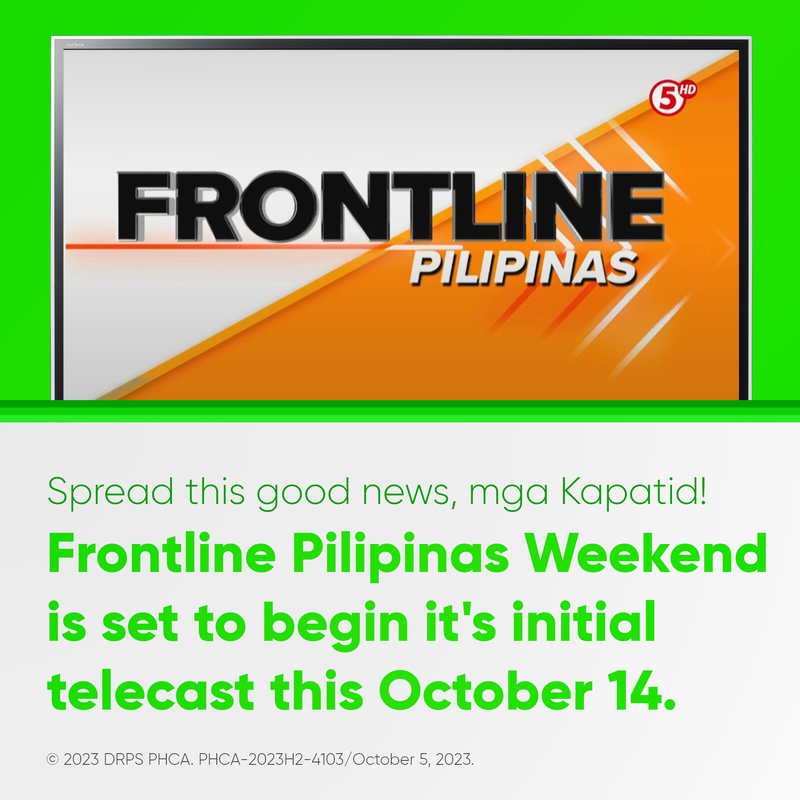 5 HD
FRONTLINE
PILIPINAS
Spread this good news, mga Kapatid!
Frontline Pilipinas Weekend
is set to begin it's initial
telecast this October 14.
© 2023 DRPS PHCA. PHCA-2023H2-4103/October 5, 2023.